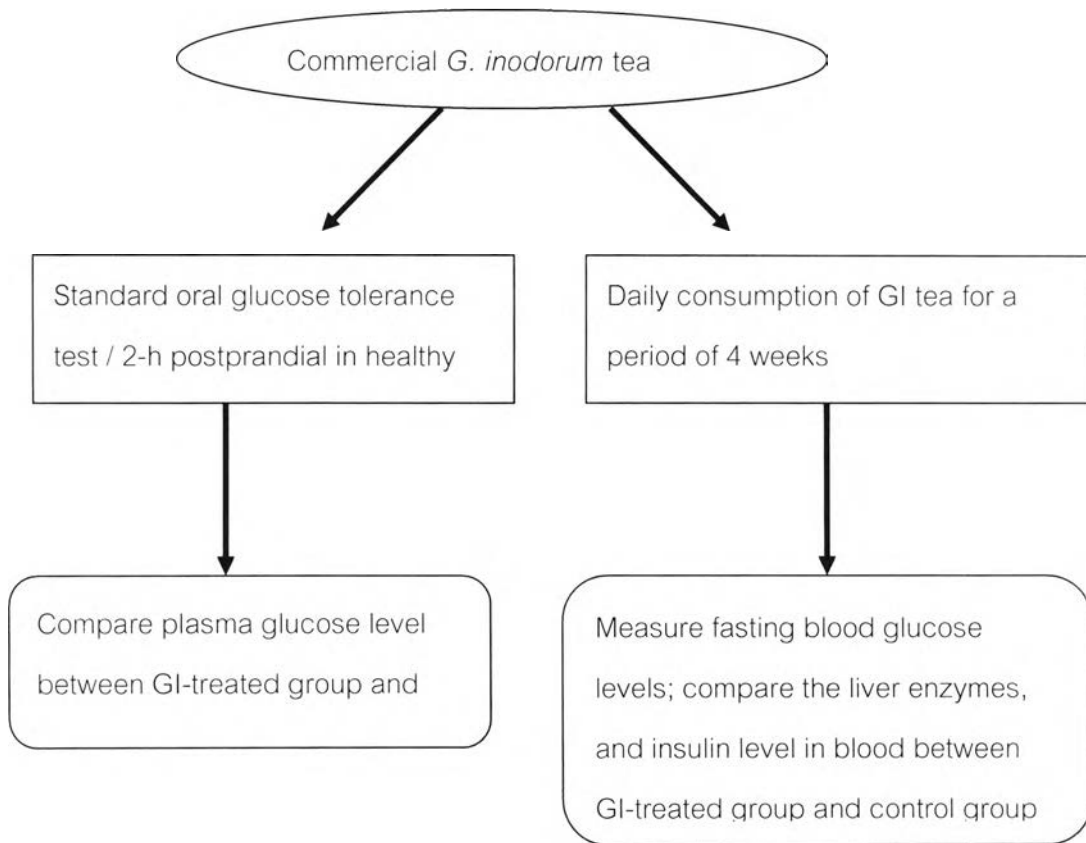 Commercial G. inodorum tea
Standard oral glucose tolerance
test / 2-h postprandial in healthy
Daily consumption of GI tea for a
period of 4 weeks
Compare plasma glucose level
between GI-treated group and
Measure fasting blood glucose
levels; compare the liver enzymes,
and insulin level in blood between
GI-treated group and control group